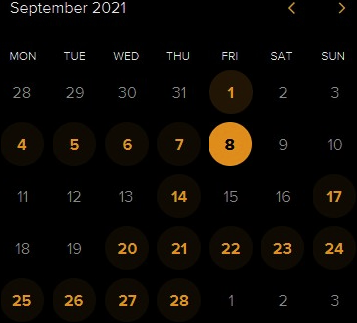 September 2021
MON TUE WED THU FRI SAT SUN
28 29 30 31 1 2 3
4 5 6 7 8 9 10
11 12 13 14 15 16 17
18 19 20 21 22 23 24
25 26 27 28 1 2 3